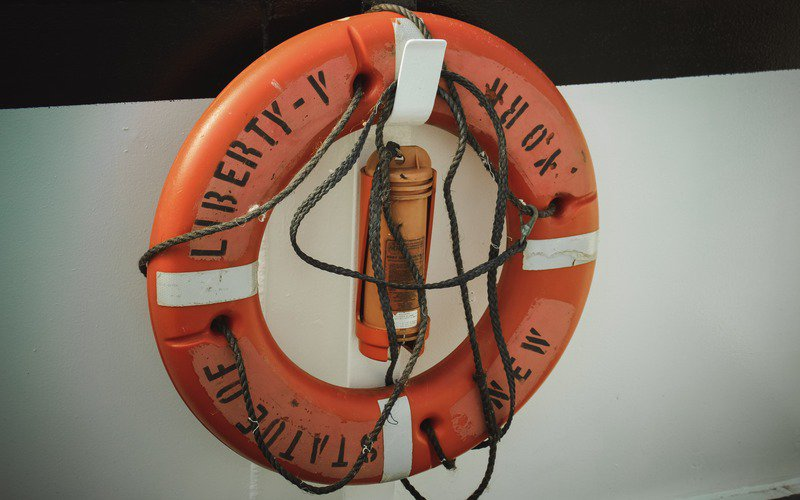 STATUE OF
LIBERTY-V
NEW
YORK